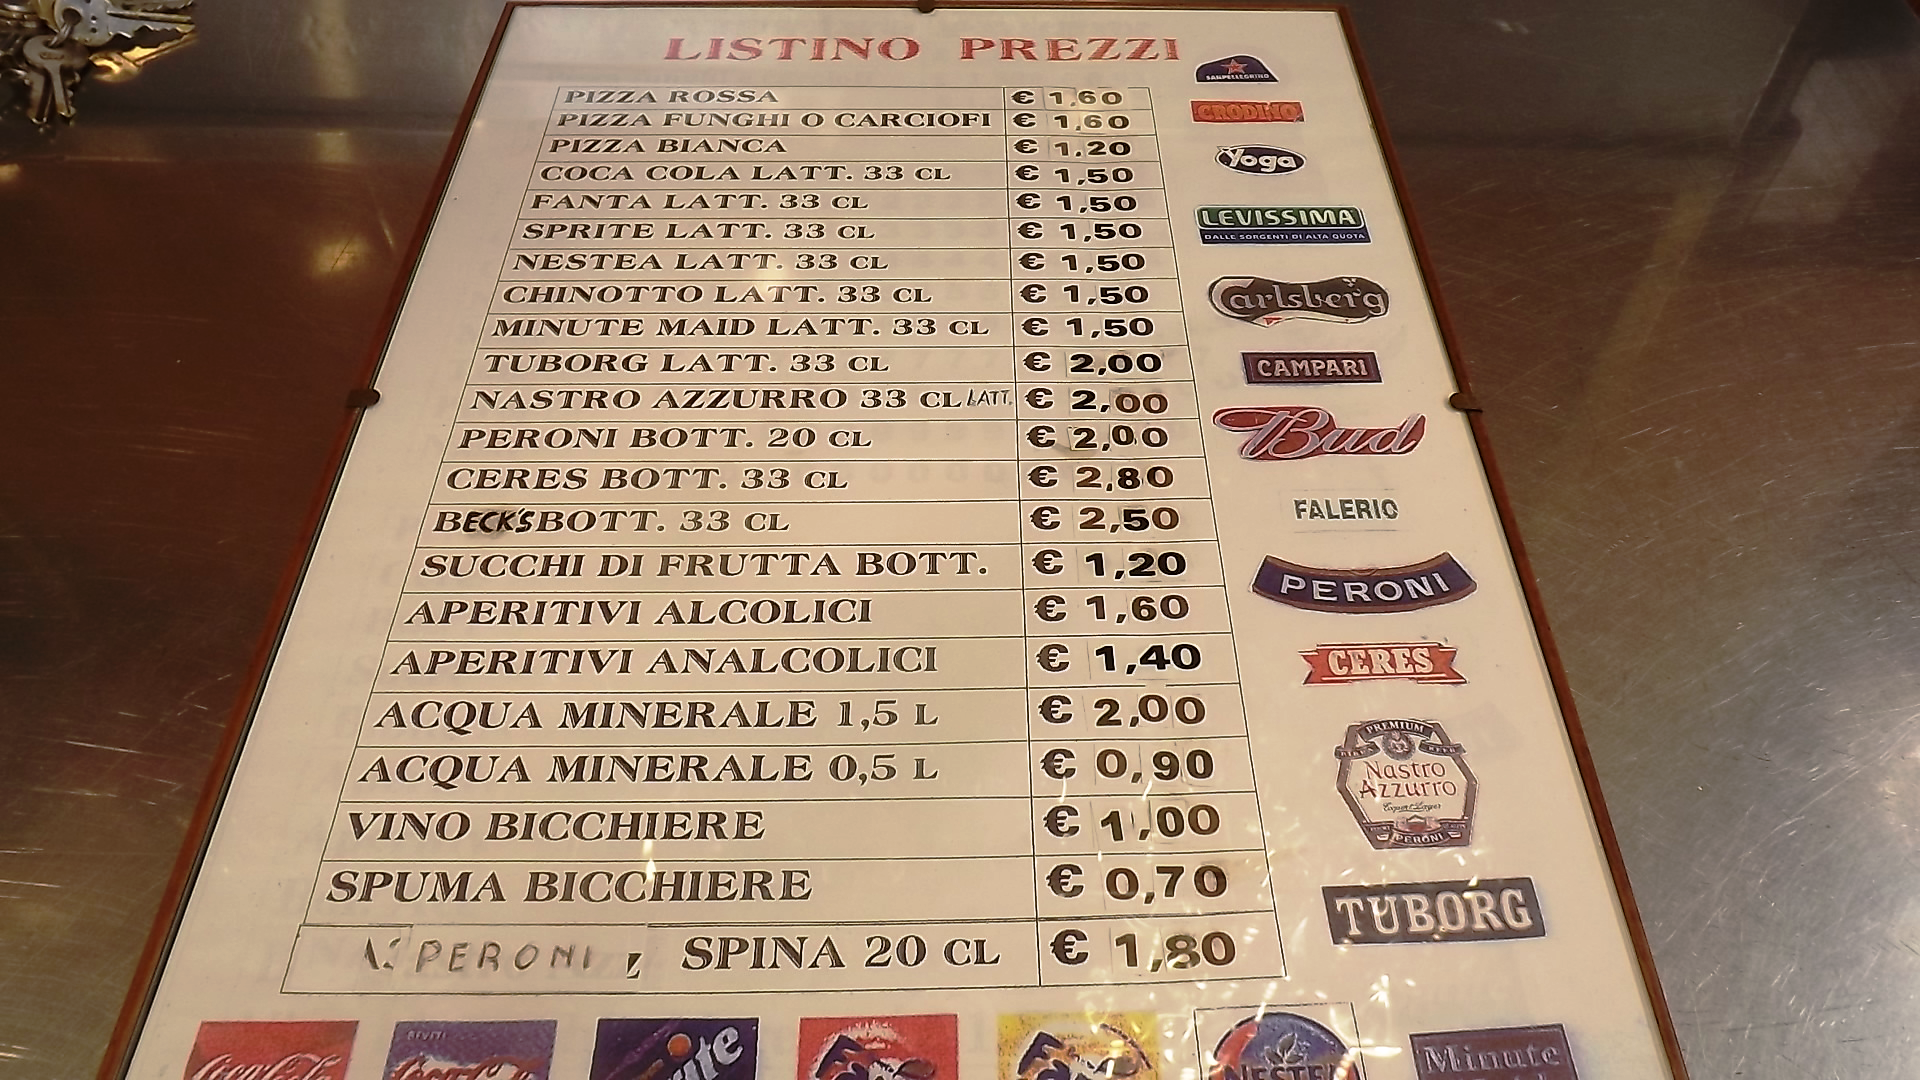 LISTINO PREZZI
PIZZA ROSSA € 1,60
PIZZA FUNGHI O CARCIOFI € 1,60
PIZZA BIANCA € 1,20
COCA COLA LATT. 33 CL € 1,50
FANTA LATT. 33 CL € 1,50
SPRITE LATT. 33 CL € 1,50
NESTEA LATT. 33 CL € 1,50
CHINOTTO LATT. 33 CL € 1,50
MINUTE MAID LATT. 33 CL € 1,50
TUBORG LATT. 33 CL € 2,00
NASTRO AZZURRO 33 CL LATT. € 2,00
PERONI BOTT. 20 CL € 2,00
CERES BOTT. 33 CL € 2,80
BECK'S BOTT. 33 CL € 2,50
SUCCHI DI FRUTTA BOTT. € 1,20
APERITIVI ALCOLICI € 1,60
APERITIVI ANALCOLICI € 1,40
ACQUA MINERALE 1,5 L € 2,00
ACQUA MINERALE 0,5 L € 0,90
VINO BICCHIERE € 1,00
SPUMA BICCHIERE € 0,70
PERONI SPINA 20 CL € 1,80
SANPELLEGRINO
CRODINO
Yoga
LEVISSIMA
DALLE SORGENTI DI ALTA QUOTA
Carlsberg
CAMPARI
Bud
FALERIO
PERONI
CERES
PREMIUM
Nastro
Azzurro
PERONI
TUBORG
Coca-Cola
NESTEA
Minute